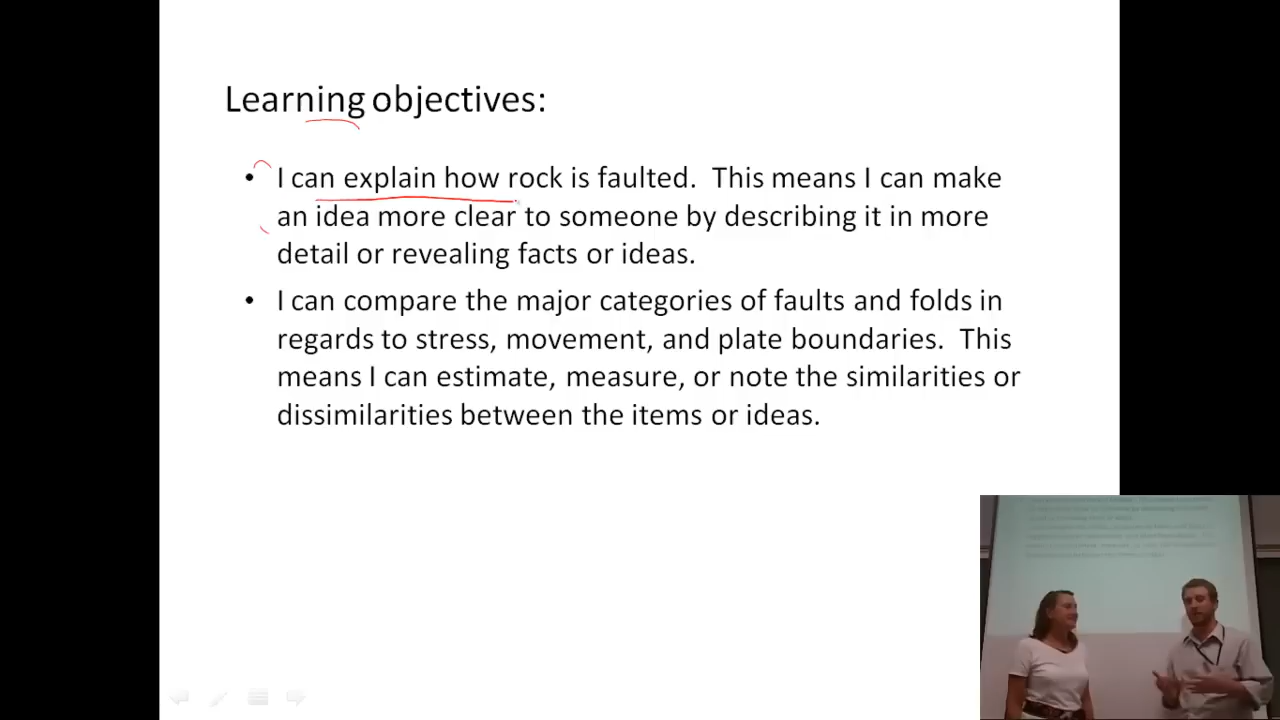 Learning objectives:
• I can explain how rock is faulted. This means I can make
an idea more clear to someone by describing it in more
detail or revealing facts or ideas.
• I can compare the major categories of faults and folds in
regards to stress, movement, and plate boundaries. This
means I can estimate, measure, or note the similarities or
dissimilarities between the items or ideas.